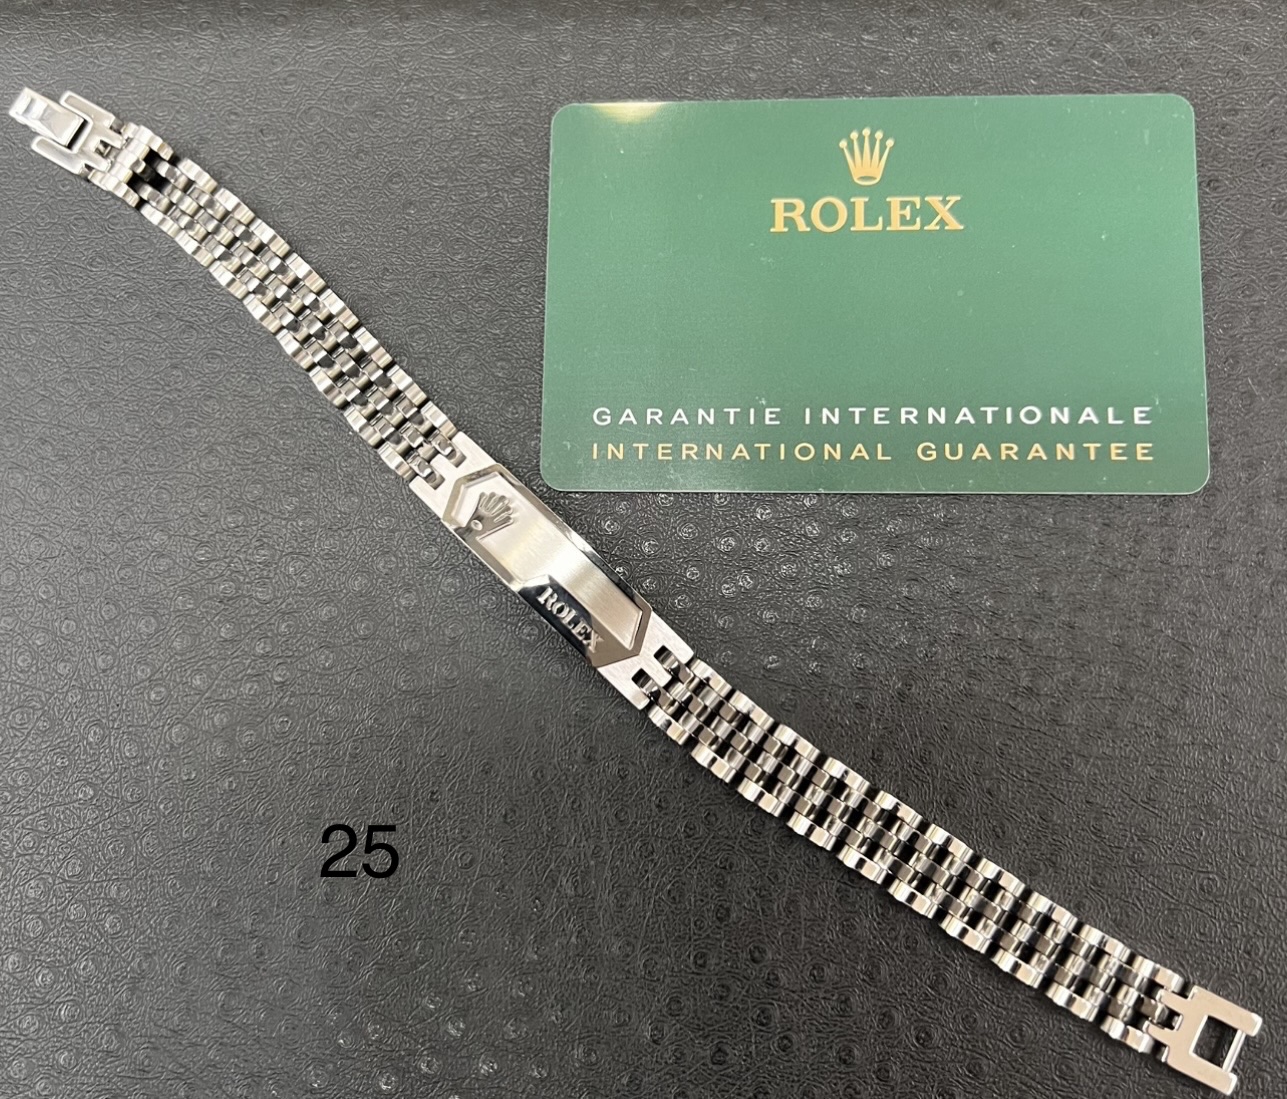 ROLEX
GARANTIE INTERNATIONALE
INTERNATIONAL GUARANTEE
ROLEX
25